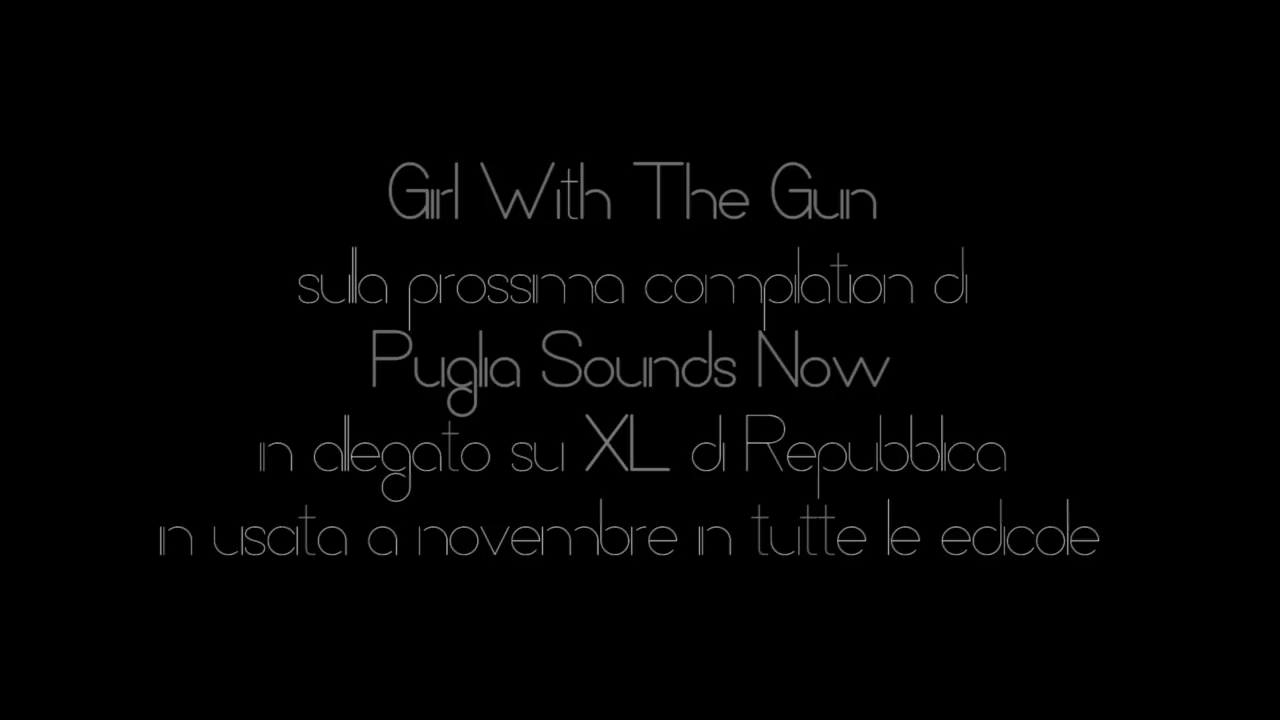 Girl With The Gun
sulla prossima compilation di
Puglia Sounds Now
in allegato su XL di Repubblica
in uscita a novembre in tutte le edicole